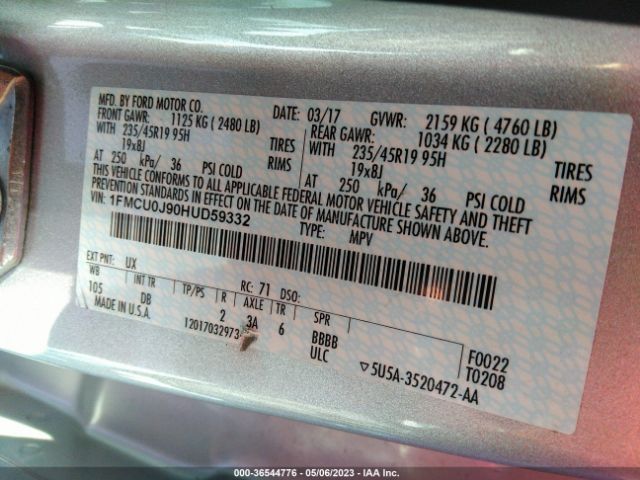 MFD. BY FORD MOTOR CO.
DATE: 03/17 GVWR: 2159 KG ( 4760 LB)
FRONT GAWR: 1125 KG ( 2480 LB) REAR GAWR: 1034 KG ( 2280 LB)
WITH 235/45R19 95H TIRES WITH 235/45R19 95H TIRES
19x8J RIMS 19x8J RIMS
AT 250 kPa/ 36 PSI COLD AT 250 kPa/ 36 PSI COLD
THIS VEHICLE CONFORMS TO ALL APPLICABLE FEDERAL MOTOR VEHICLE SAFETY AND THEFT
PREVENTION STANDARDS IN EFFECT ON THE DATE OF MANUFACTURE SHOWN ABOVE.
VIN: 1FMCU0J90HUD59332 TYPE: MPV
EXT PNT: UX RC: 71 DSO:
WB INT TR TP/PS R AXLE TR SPR
105 DB 2 3A 6 BBBB
MADE IN U.S.A. 12017032973 ULC
F0022
T0208
5U5A-3520472-AA
000-36544776 - 05/06/2023 - IAA Inc.